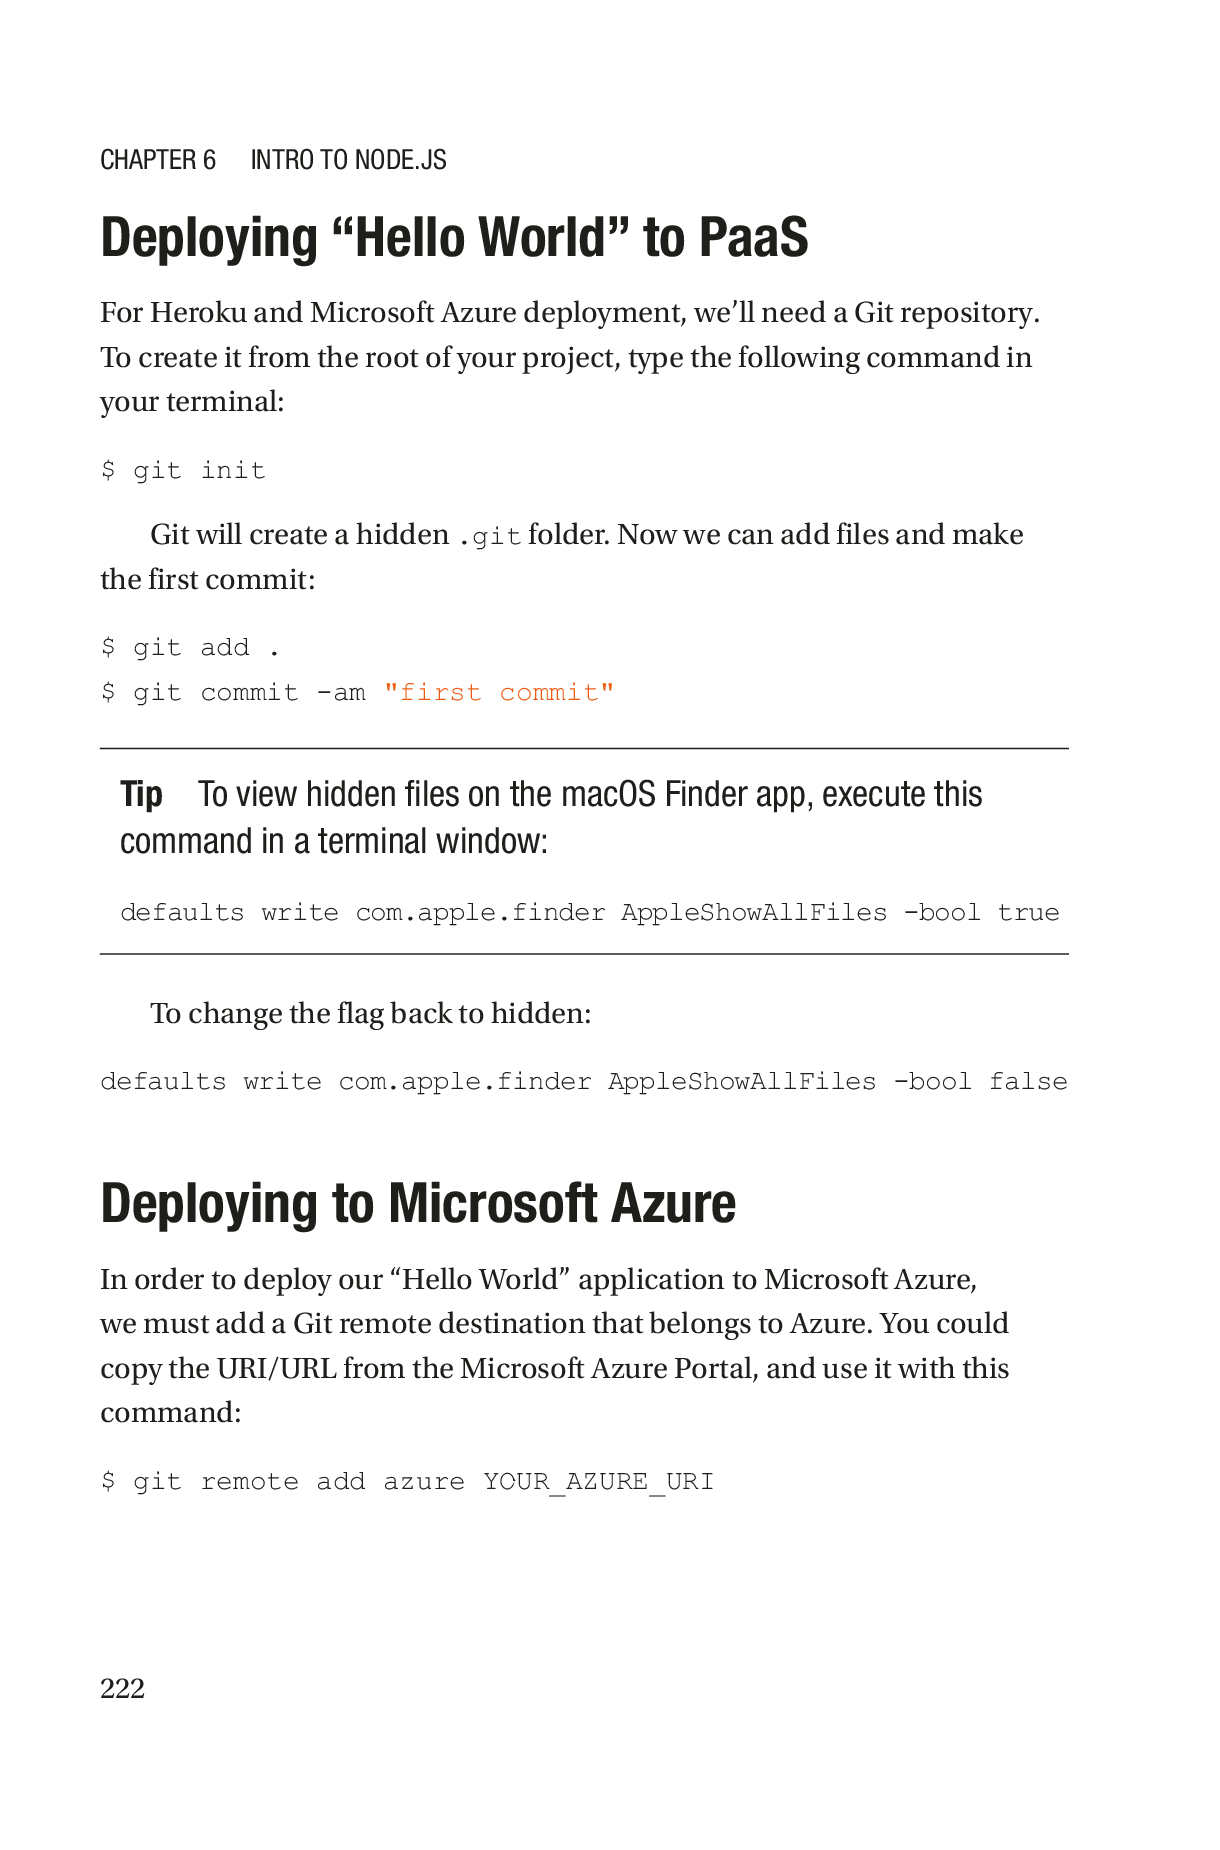 CHAPTER 6 INTRO TO NODE.JS
Deploying “Hello World” to PaaS
For Heroku and Microsoft Azure deployment, we’ll need a Git repository.
To create it from the root of your project, type the following command in
your terminal:
$ git init
Git will create a hidden .git folder. Now we can add files and make
the first commit:
$ git add .
$ git commit -am "first commit"
Tip To view hidden files on the macOS Finder app, execute this
command in a terminal window:
defaults write com.apple.finder AppleShowAllFiles -bool true
To change the flag back to hidden:
defaults write com.apple.finder AppleShowAllFiles -bool false
Deploying to Microsoft Azure
In order to deploy our “Hello World” application to Microsoft Azure,
we must add a Git remote destination that belongs to Azure. You could
copy the URI/URL from the Microsoft Azure Portal, and use it with this
command:
$ git remote add azure YOUR_AZURE_URI
222